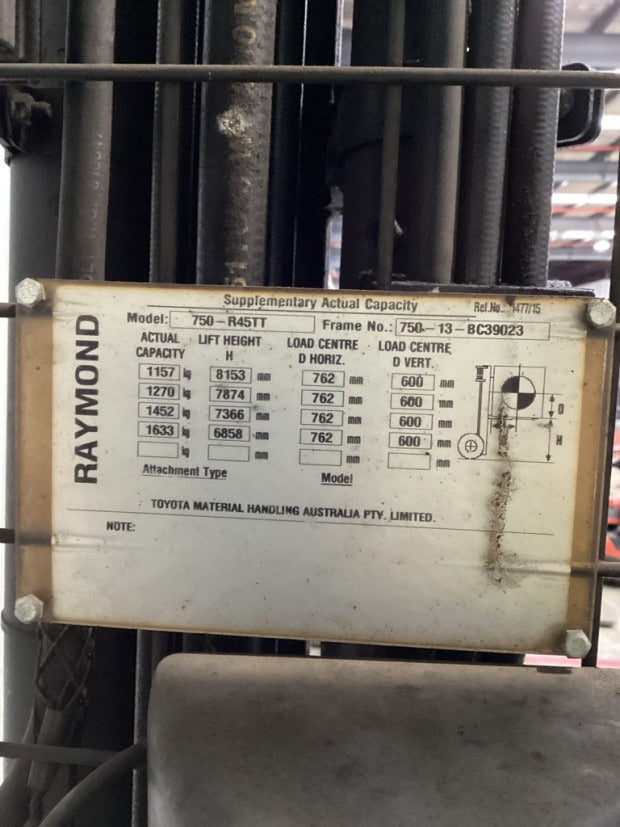 Supplementary Actual Capacity Ref.No. 1477/15
Model: 750-R45TT Frame No.: 750-13-BC39023
RAYMOND
ACTUAL CAPACITY LIFT HEIGHT H LOAD CENTRE D HORIZ. LOAD CENTRE D VERT.
1157 kg 8153 mm 762 mm 600 mm
1270 kg 7874 mm 762 mm 600 mm
1452 kg 7366 mm 762 mm 600 mm
1633 kg 6858 mm 762 mm 600 mm
kg mm mm mm
D
H
Attachment Type Model
TOYOTA MATERIAL HANDLING AUSTRALIA PTY. LIMITED.
NOTE: